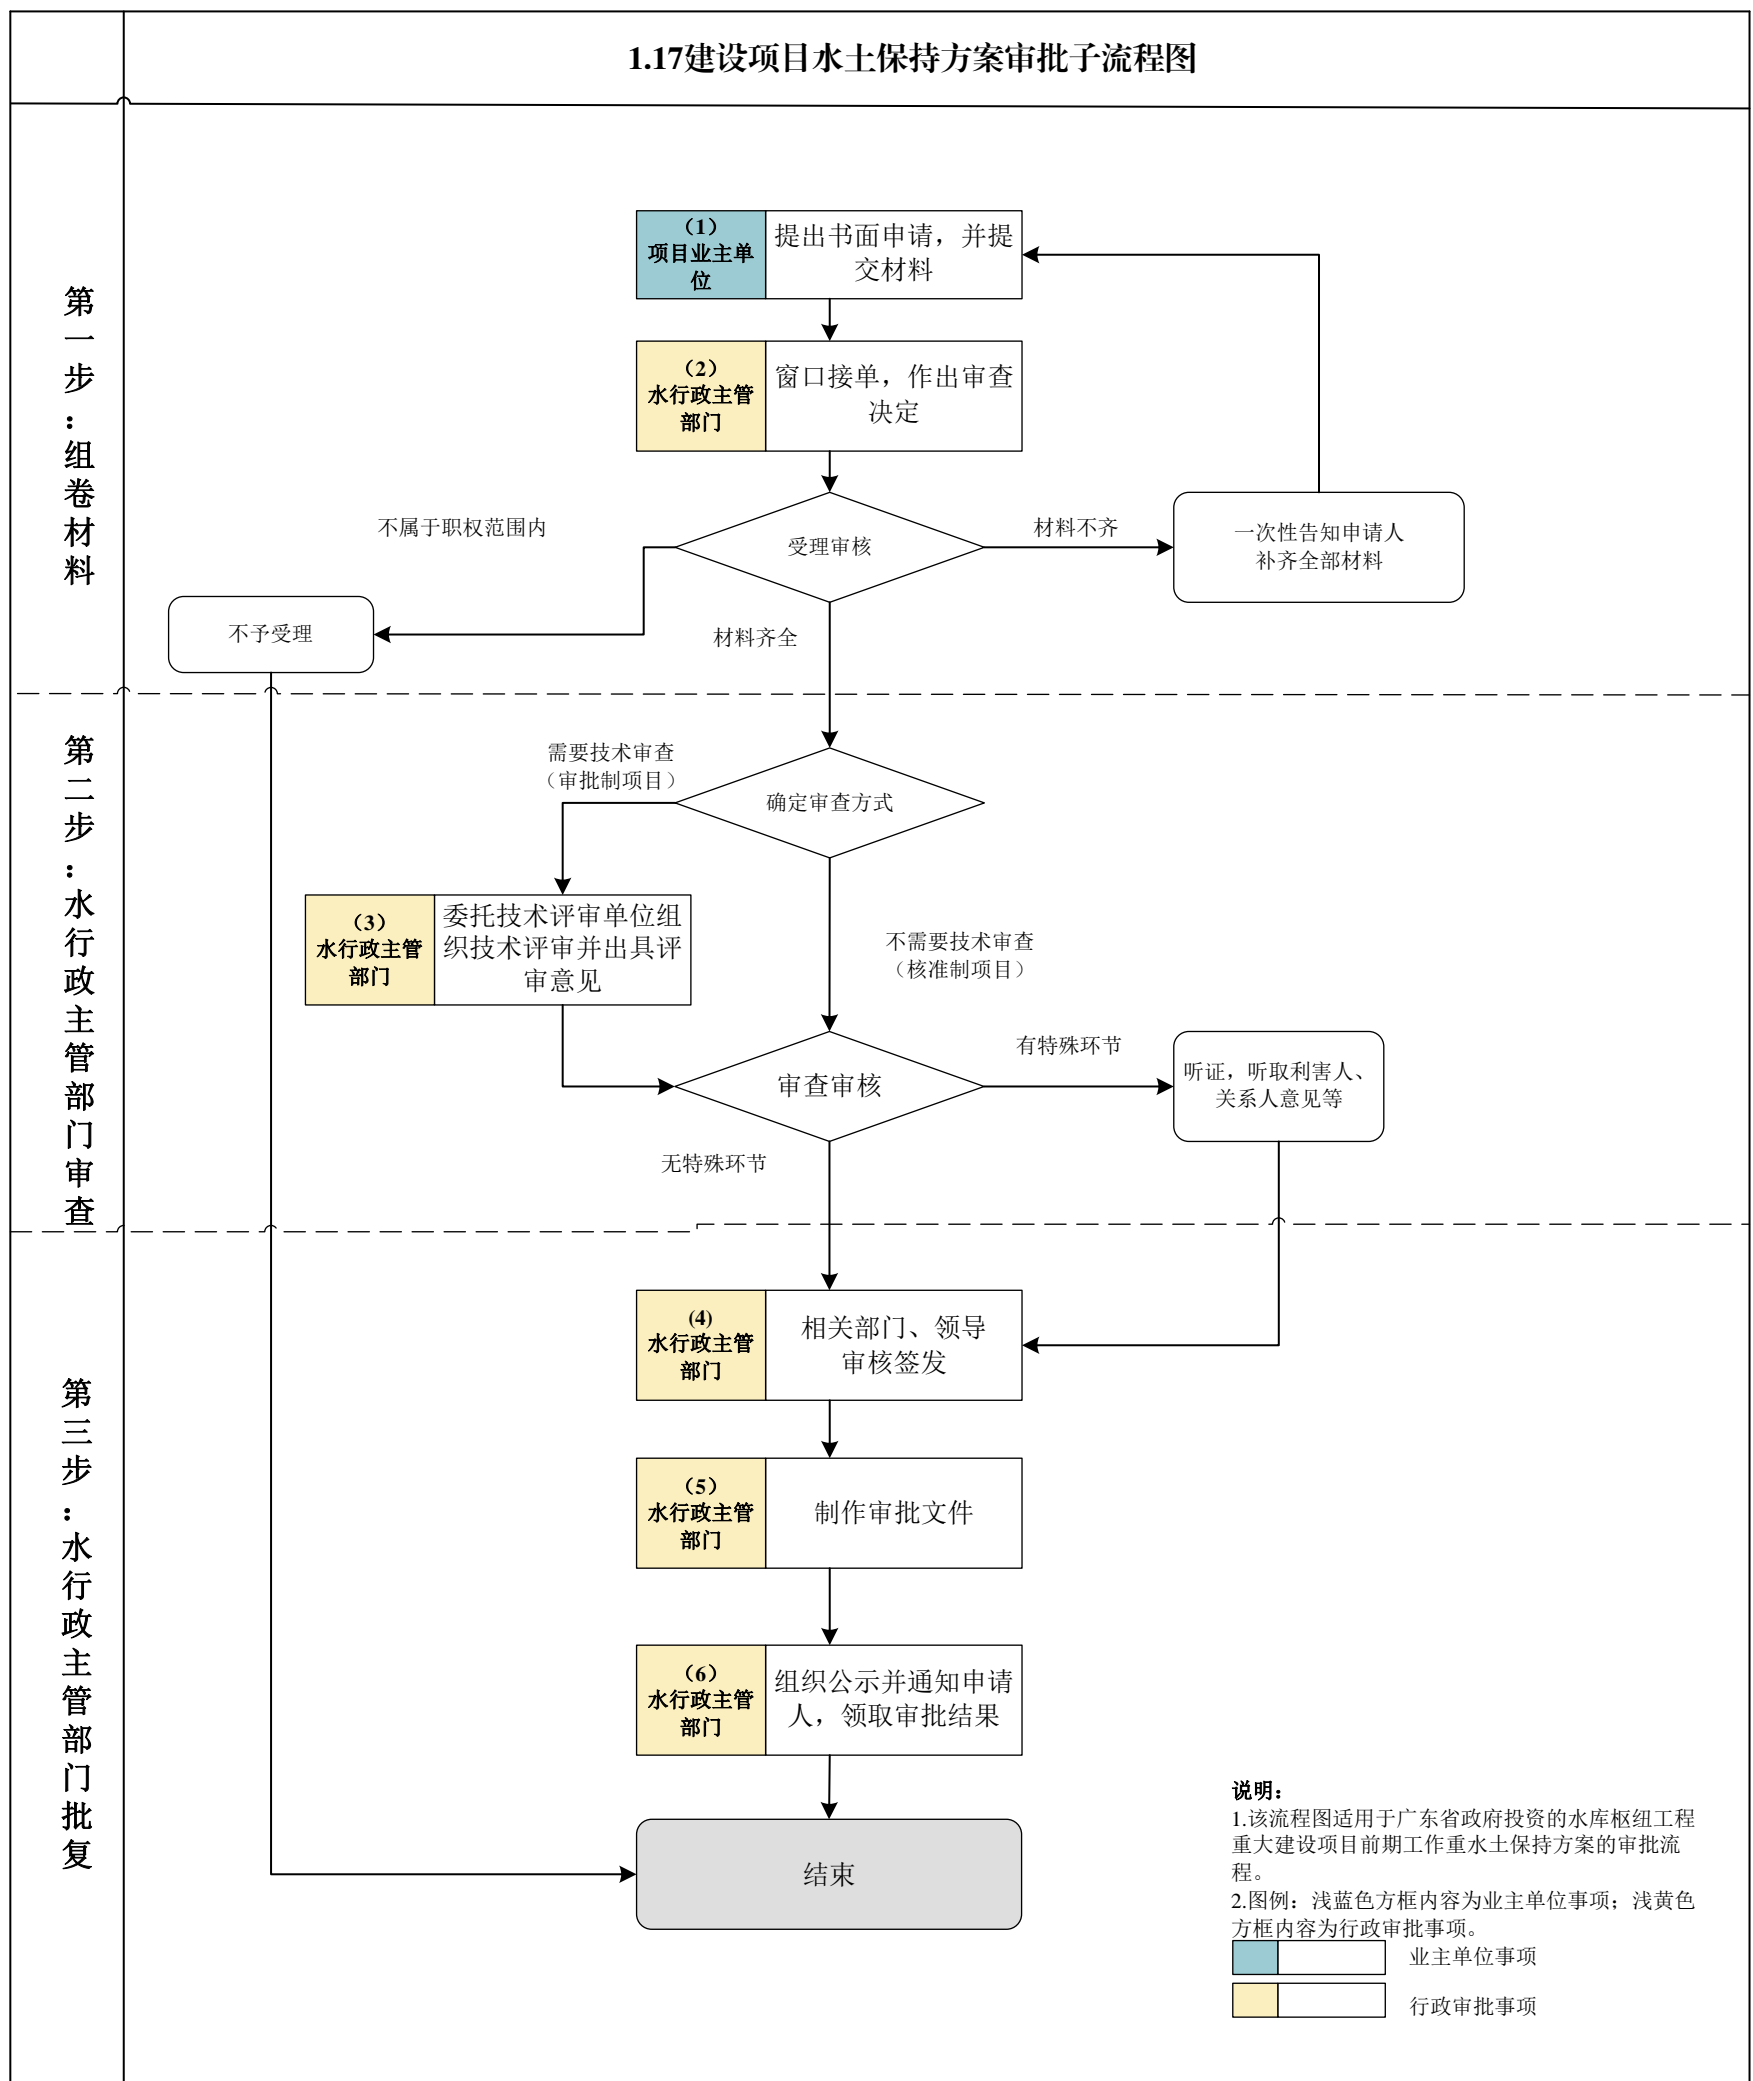 1.17建设项目水土保持方案审批子流程图
第一步：组卷材料
（1）
项目业主单
位
提出书面申请，并提
交材料
（2）
水行政主管
部门
窗口接单，作出审查
决定
不属于职权范围内
受理审核
材料不齐
一次性告知申请人
补齐全部材料
不予受理
材料齐全
第二步：水行政主管部门审查
需要技术审查
（审批制项目）
确定审查方式
（3）
水行政主管
部门
委托技术评审单位组
织技术评审并出具评
审意见
不需要技术审查
（核准制项目）
审查审核
有特殊环节
听证，听取利害人、
关系人意见等
无特殊环节
第三步：水行政主管部门批复
(4)
水行政主管
部门
相关部门、领导
审核签发
（5）
水行政主管
部门
制作审批文件
（6）
水行政主管
部门
组织公示并通知申请
人，领取审批结果
结束
说明：
1.该流程图适用于广东省政府投资的水库枢纽工程
重大建设项目前期工作重水土保持方案的审批流
程。
2.图例：浅蓝色方框内容为业主单位事项；浅黄色
方框内容为行政审批事项。
业主单位事项
行政审批事项